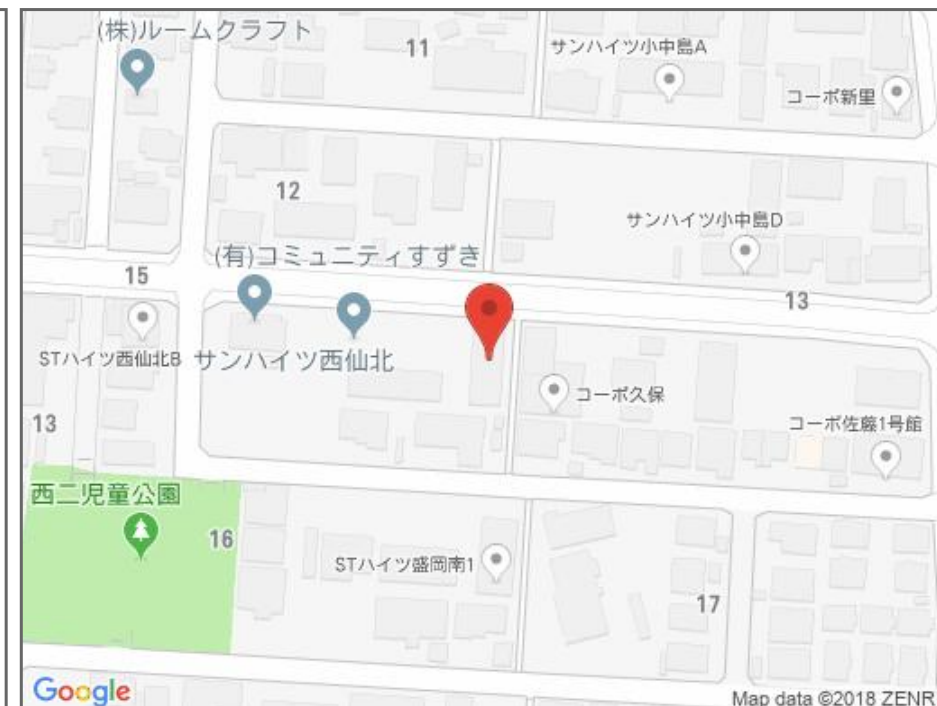 (株)ルームクラフト
11
サンハイツ小中島A
コーポ新里
12
サンハイツ小中島D
(有)コミュニティすずき
15
13
STハイツ西仙北B
サンハイツ西仙北
コーポ久保
13
コーポ佐藤1号館
西二児童公園
16
STハイツ盛岡南1
17
Google
Map data ©2018 ZENR